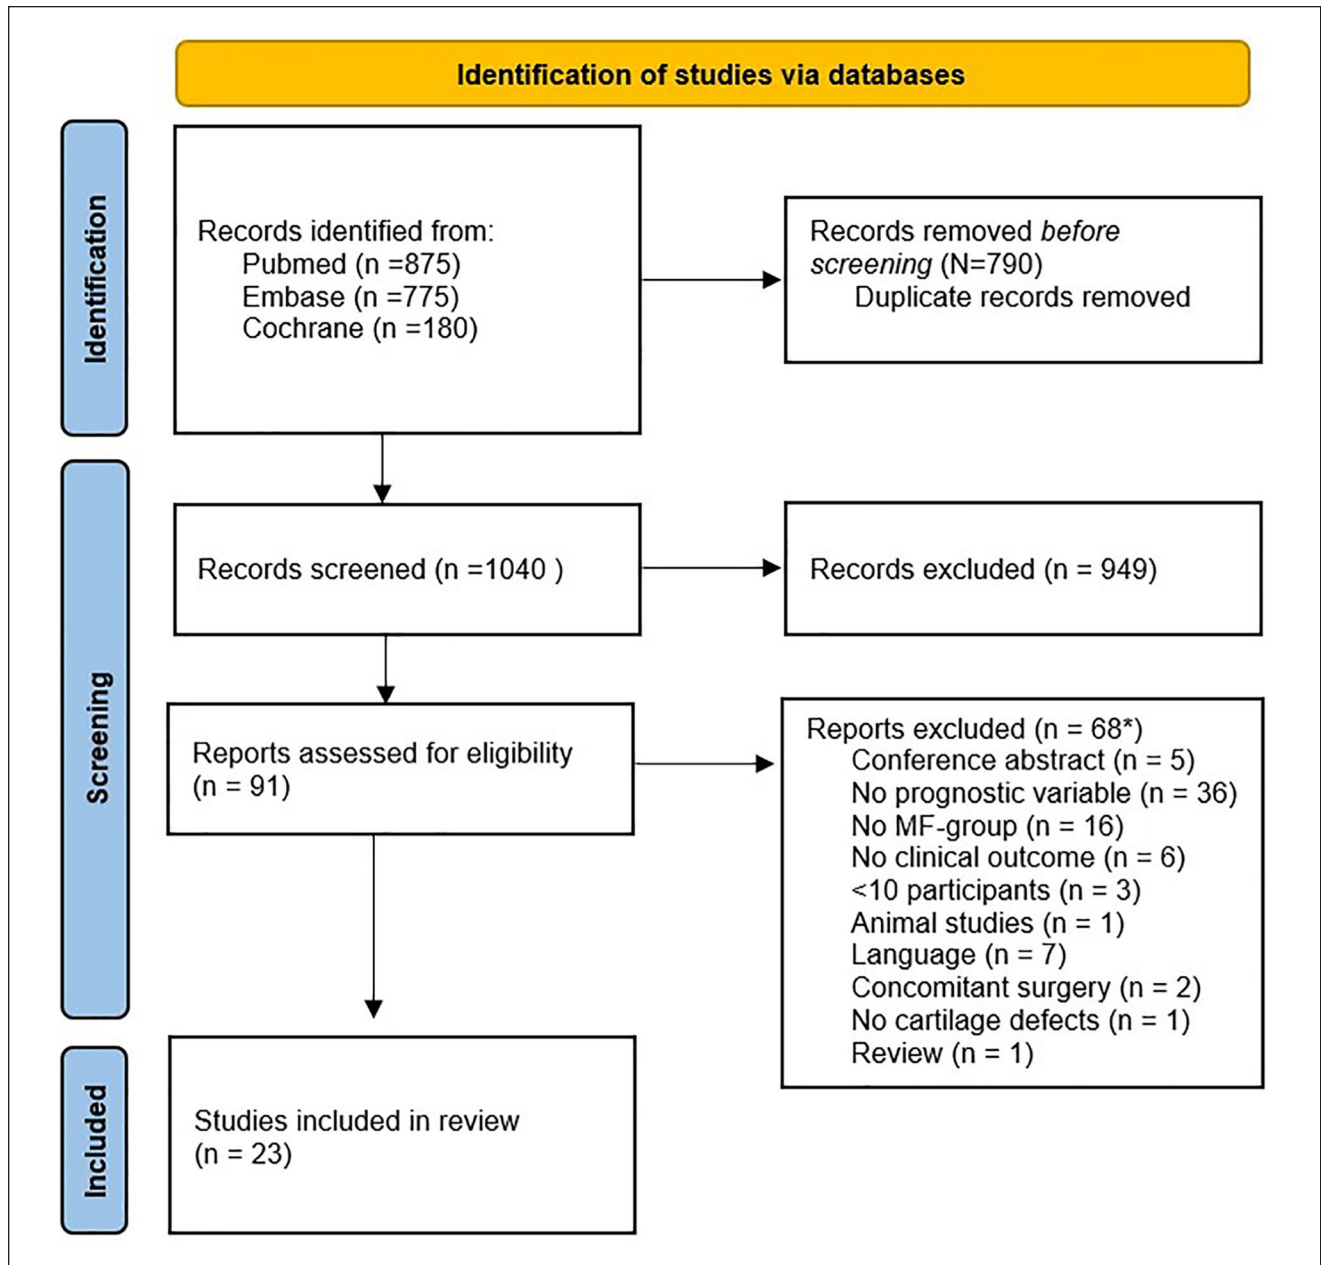 Identification of studies via databases
Identification
Records identified from:
Pubmed (n =875)
Embase (n =775)
Cochrane (n =180)
Records removed before
screening (N=790)
Duplicate records removed
Screening
Records screened (n =1040 )
Records excluded (n = 949)
Reports assessed for eligibility
(n = 91)
Reports excluded (n = 68*)
Conference abstract (n = 5)
No prognostic variable (n = 36)
No MF-group (n = 16)
No clinical outcome (n = 6)
<10 participants (n = 3)
Animal studies (n = 1)
Language (n = 7)
Concomitant surgery (n = 2)
No cartilage defects (n = 1)
Review (n = 1)
Included
Studies included in review
(n = 23)